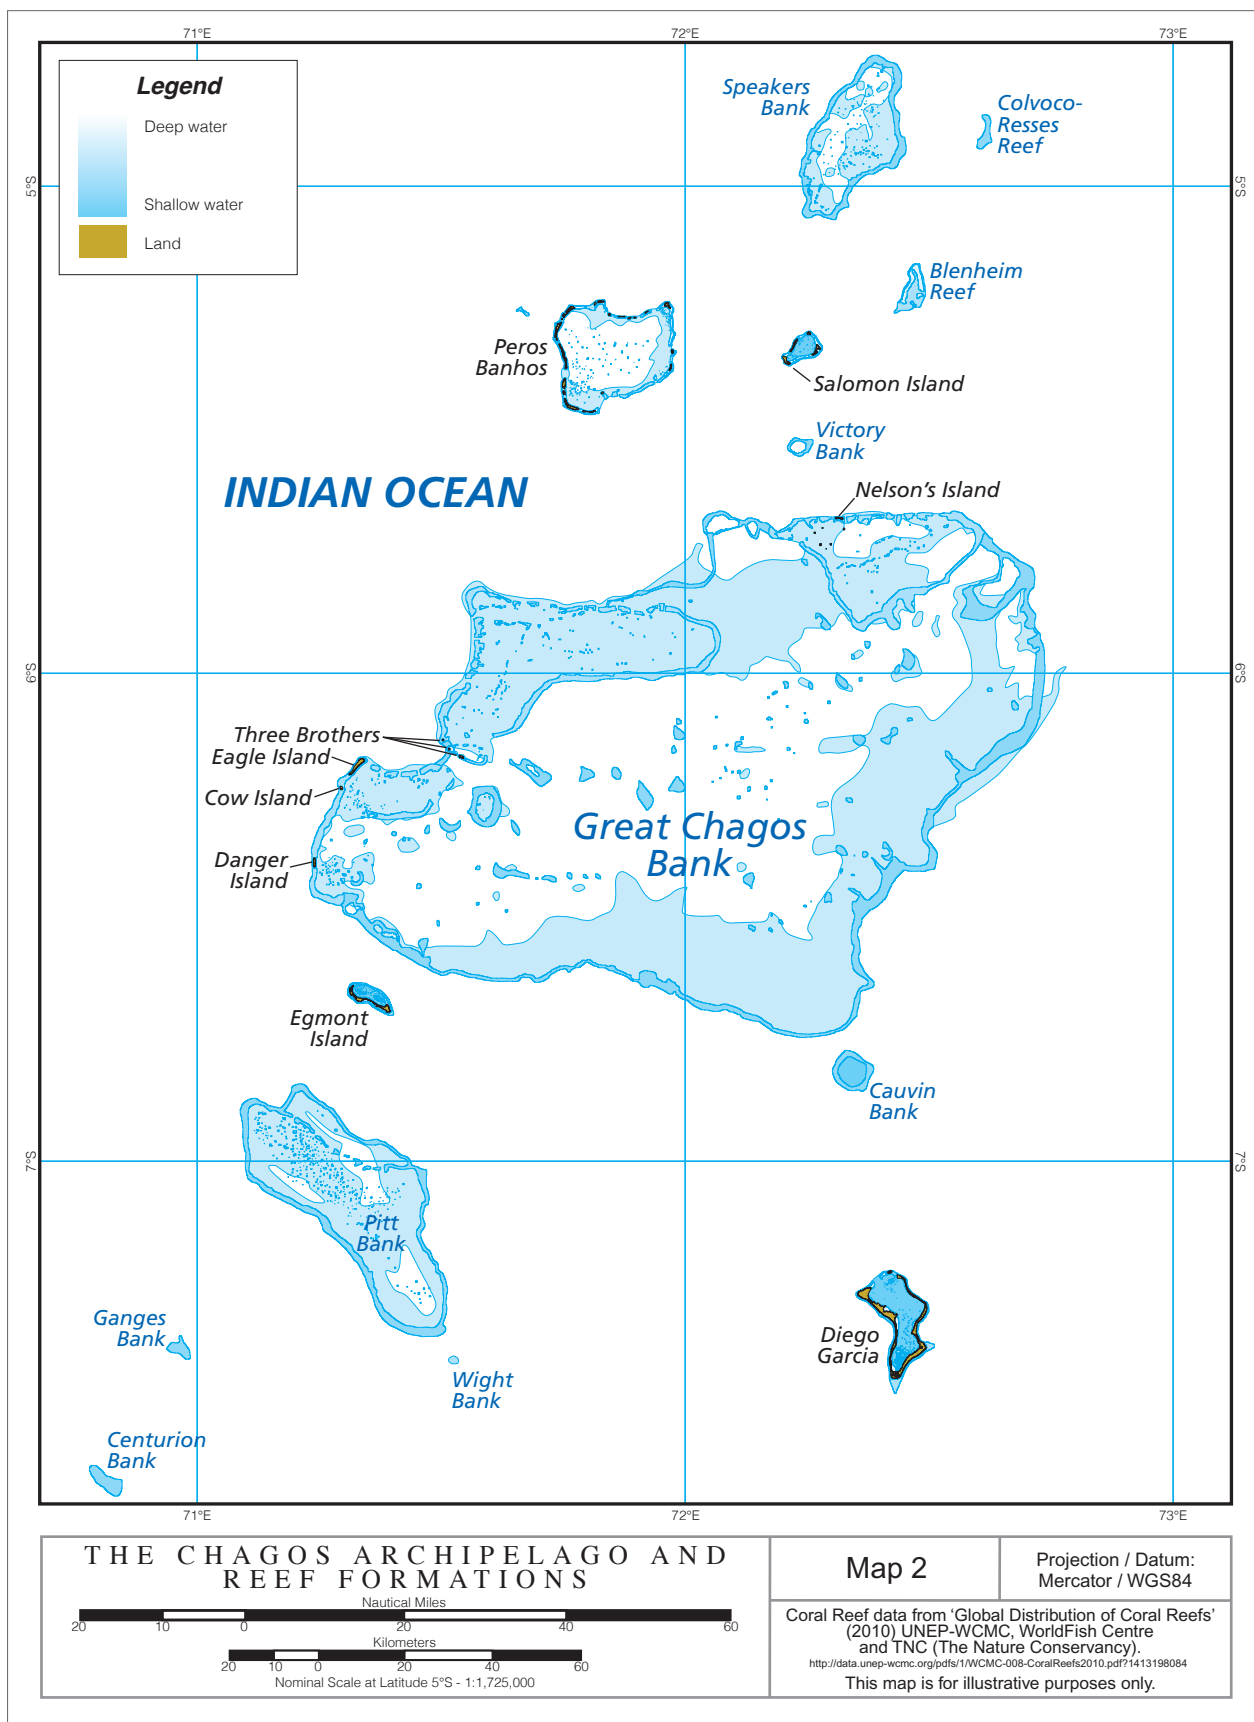 71°E
72°E
73°E
Legend
Deep water
Shallow water
Land
5°S
5°S
Speakers
Bank
Colvoco-
Resses
Reef
Blenheim
Reef
Peros
Banhos
Salomon Island
Victory
Bank
INDIAN OCEAN
Nelson’s Island
6°S
6°S
Three Brothers
Eagle Island
Cow Island
Danger
Island
Great Chagos
Bank
Egmont
Island
Cauvin
Bank
7°S
7°S
Pitt
Bank
Ganges
Bank
Diego
Garcia
Wight
Bank
Centurion
Bank
71°E
72°E
73°E
THE CHAGOS ARCHIPELAGO AND
REEF FORMATIONS
Nautical Miles
20 10 0 20 40 60
Kilometers
20 10 0 20 40 60
Nominal Scale at Latitude 5°S - 1:1,725,000
Map 2
Projection / Datum:
Mercator / WGS84
Coral Reef data from ‘Global Distribution of Coral Reefs’
(2010) UNEP-WCMC, WorldFish Centre
and TNC (The Nature Conservancy).
http://data.unep-wcmc.org/pdfs/1/WCMC-008-CoralReefs2010.pdf?1413198084
This map is for illustrative purposes only.